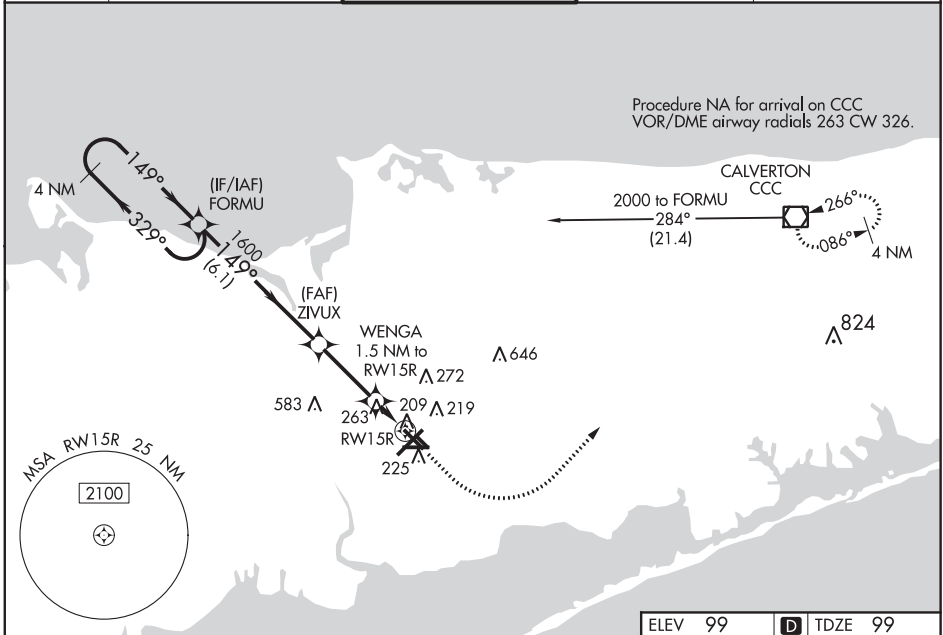 Procedure NA for arrival on CCC
VOR/DME airway radials 263 CW 326.
CALVERTON
CCC
2000 to FORMU
284°
(21.4)
266°
086°
4 NM
149°
4 NM
329°
(IF/IAF)
FORMU
1600
149°
(6.1)
(FAF)
ZIVUX
WENGA
1.5 NM to
RW15R
824
646
272
583
263
209
219
RW15R
225
MSA RW15R 25 NM
2100
ELEV 99 D TDZE 99